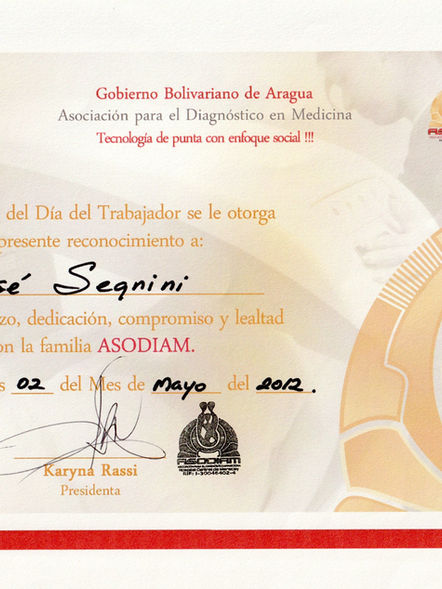 Gobierno Bolivariano de Aragua
Asociación para el Diagnóstico en Medicina
Tecnología de punta con enfoque social !!!
del Día del Trabajador se le otorga
presente reconocimiento a:
sé Segnini
zo, dedicación, compromiso y lealtad
on la familia ASODIAM.
s 02 del Mes de Mayo del 2012.
Karyna Rassi
Presidenta
ASODIAM